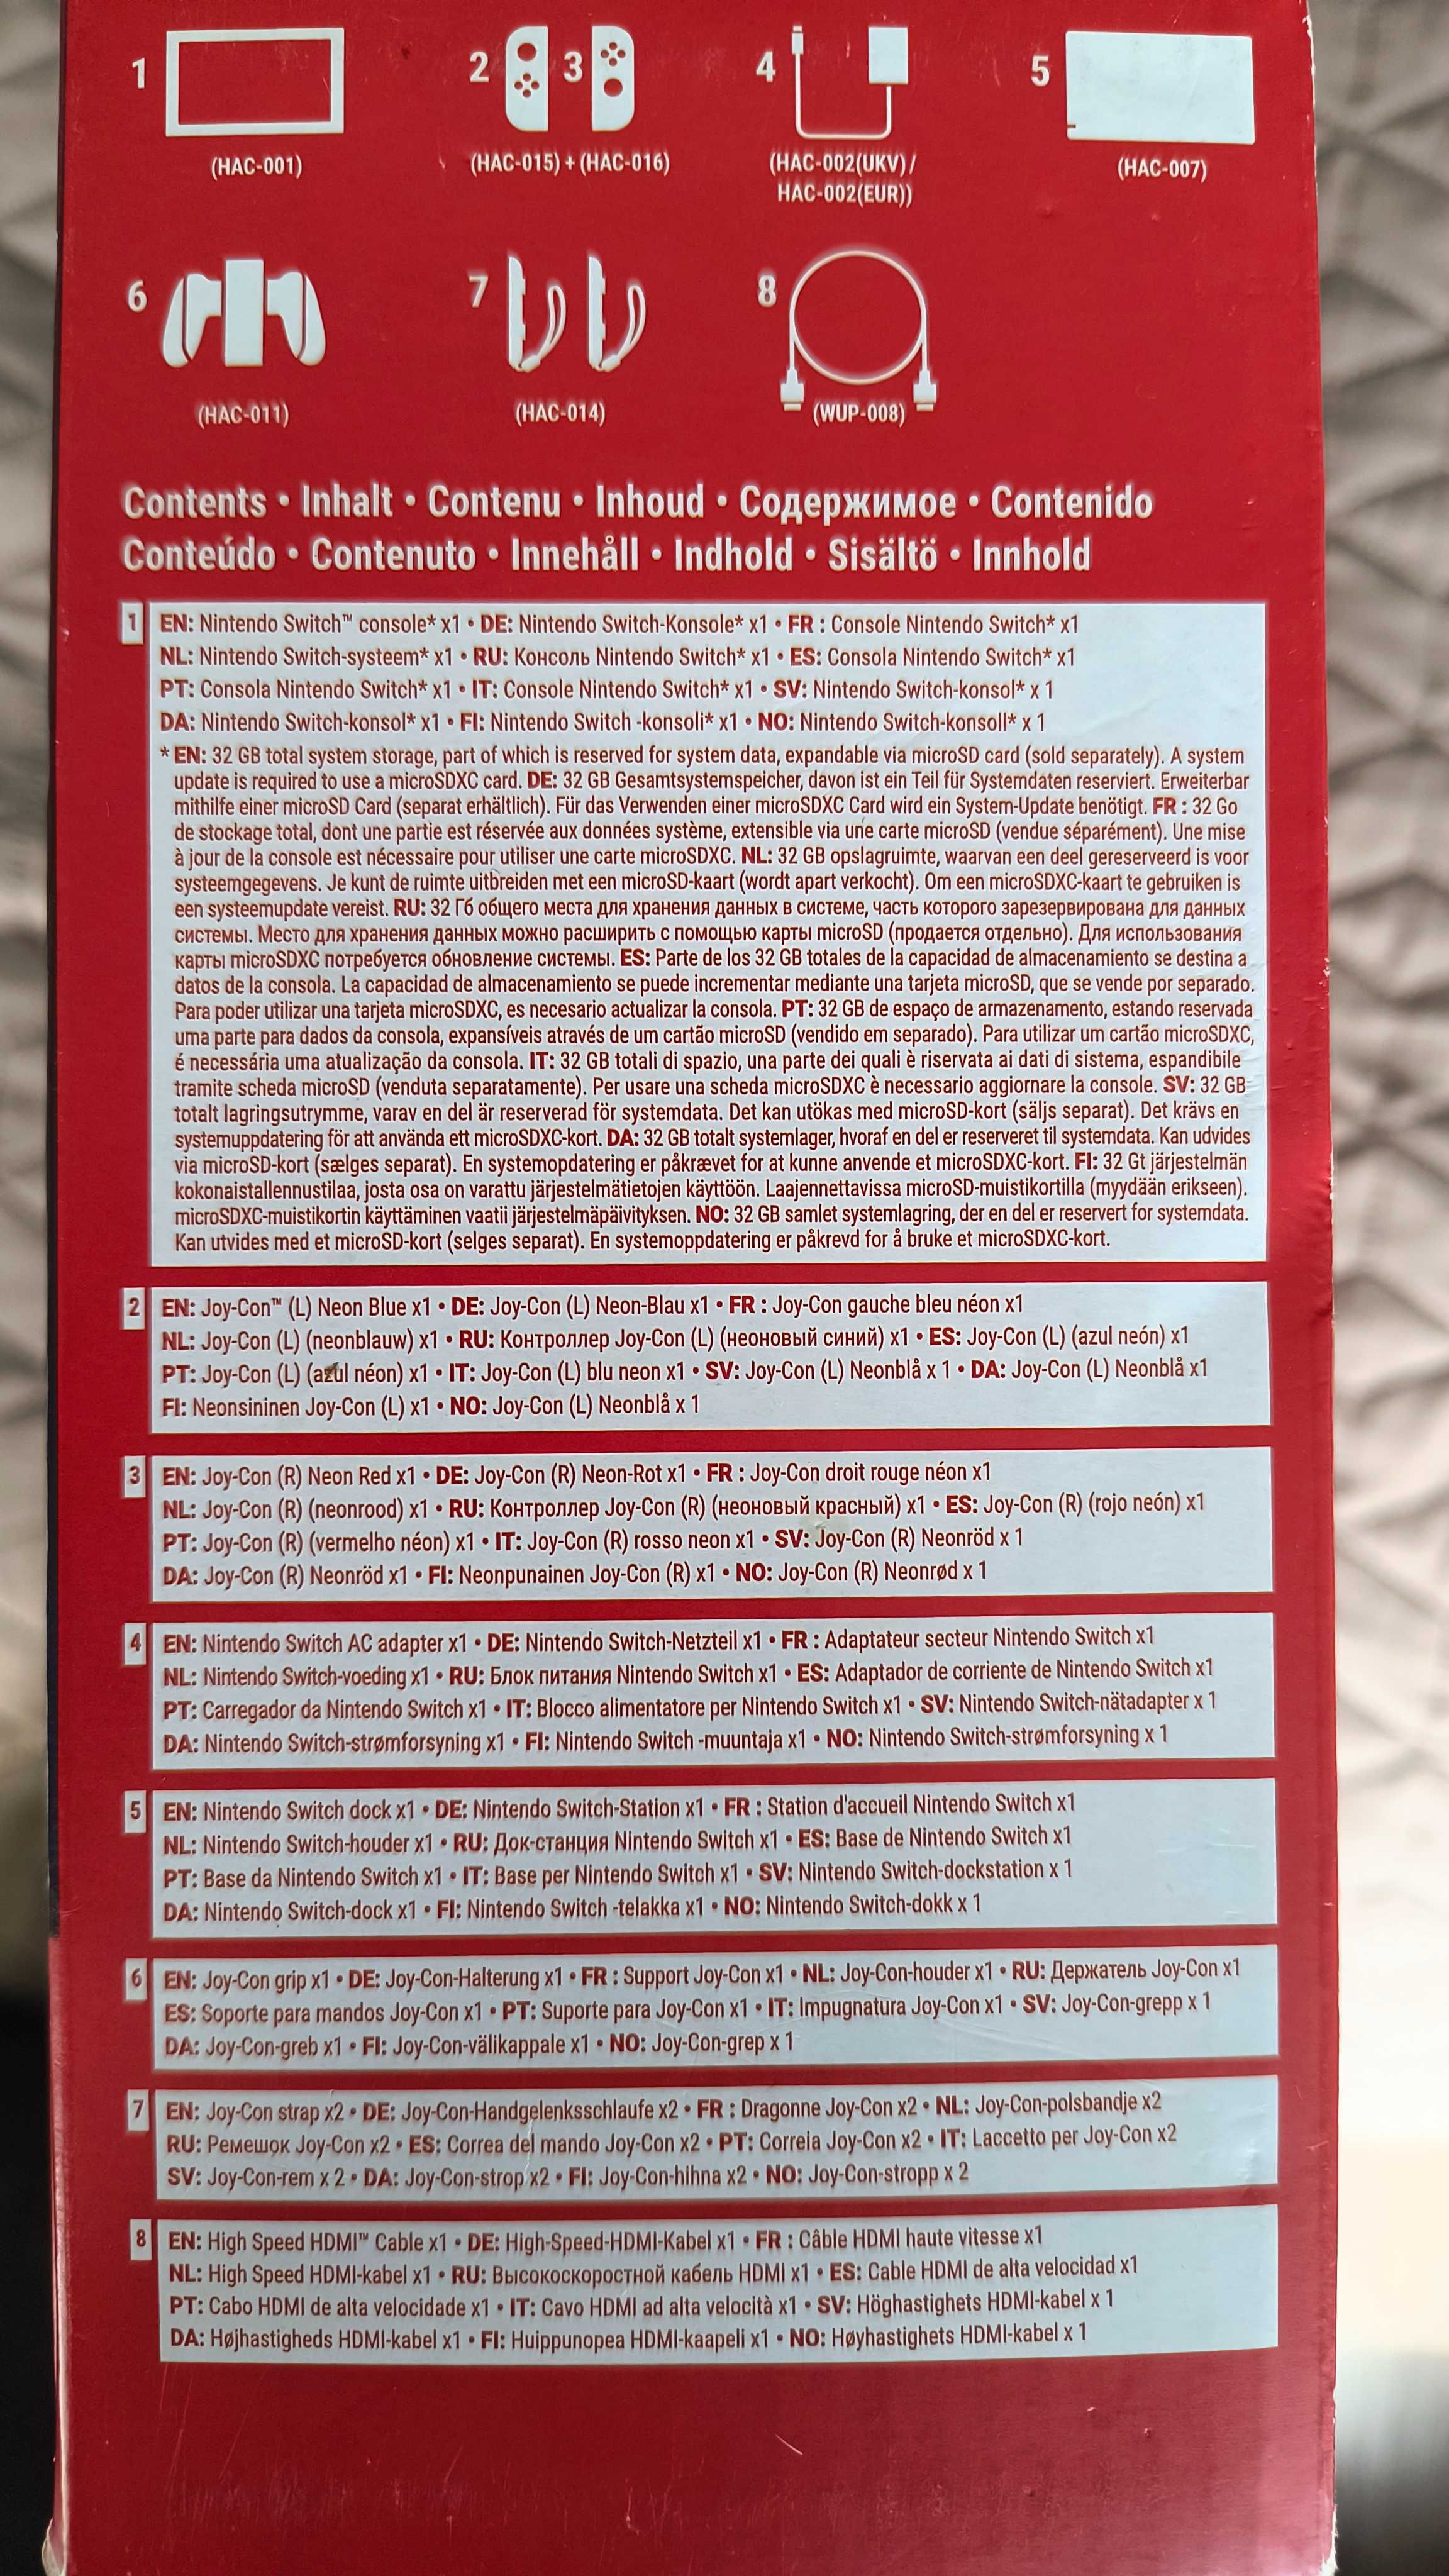 1
2
3
4
5
(HAC-001)
(HAC-015) + (HAC-016)
(HAC-002(UKV) /
HAC-002(EUR))
(HAC-007)
6
7
8
(HAC-011)
(HAC-014)
(WUP-008)
Contents • Inhalt • Contenu • Inhoud • Содержимое • Contenido
Conteúdo • Contenuto • Innehåll • Indhold • Sisältö • Innhold
1 EN: Nintendo Switch™ console* x1 • DE: Nintendo Switch-Konsole* x1 • FR : Console Nintendo Switch* x1
NL: Nintendo Switch-systeem* x1 • RU: Консоль Nintendo Switch* x1 • ES: Consola Nintendo Switch* x1
PT: Consola Nintendo Switch* x1 • IT: Console Nintendo Switch* x1 • SV: Nintendo Switch-konsol* x 1
DA: Nintendo Switch-konsol* x1 • FI: Nintendo Switch -konsoli* x1 • NO: Nintendo Switch-konsoll* x 1
* EN: 32 GB total system storage, part of which is reserved for system data, expandable via microSD card (sold separately). A system
update is required to use a microSDXC card. DE: 32 GB Gesamtsystemspeicher, davon ist ein Teil für Systemdaten reserviert. Erweiterbar
mithilfe einer microSD Card (separat erhältlich). Für das Verwenden einer microSDXC Card wird ein System-Update benötigt. FR : 32 Go
de stockage total, dont une partie est réservée aux données système, extensible via une carte microSD (vendue séparément). Une mise
à jour de la console est nécessaire pour utiliser une carte microSDXC. NL: 32 GB opslagruimte, waarvan een deel gereserveerd is voor
systeemgegevens. Je kunt de ruimte uitbreiden met een microSD-kaart (wordt apart verkocht). Om een microSDXC-kaart te gebruiken is
een systeemupdate vereist. RU: 32 Гб общего места для хранения данных в системе, часть которого зарезервирована для данных
системы. Место для хранения данных можно расширить с помощью карты microSD (продается отдельно). Для использования
карты microSDXC потребуется обновление системы. ES: Parte de los 32 GB totales de la capacidad de almacenamiento se destina a
datos de la consola. La capacidad de almacenamiento se puede incrementar mediante una tarjeta microSD, que se vende por separado.
Para poder utilizar una tarjeta microSDXC, es necesario actualizar la consola. PT: 32 GB de espaço de armazenamento, estando reservada
uma parte para dados da consola, expansíveis através de um cartão microSD (vendido em separado). Para utilizar um cartão microSDXC,
é necessária uma atualização da consola. IT: 32 GB totali di spazio, una parte dei quali è riservata ai dati di sistema, espandibile
tramite scheda microSD (venduta separatamente). Per usare una scheda microSDXC è necessario aggiornare la console. SV: 32 GB
totalt lagringsutrymme, varav en del är reserverad för systemdata. Det kan utökas med microSD-kort (säljs separat). Det krävs en
systemuppdatering för att använda ett microSDXC-kort. DA: 32 GB totalt systemlager, hvoraf en del er reserveret til systemdata. Kan udvides
via microSD-kort (sælges separat). En systemopdatering er påkrævet for at kunne anvende et microSDXC-kort. FI: 32 Gt järjestelmän
kokonaistallennustilaa, josta osa on varattu järjestelmätietojen käyttöön. Laajennettavissa microSD-muistikortilla (myydään erikseen).
microSDXC-muistikortin käyttäminen vaatii järjestelmäpäivityksen. NO: 32 GB samlet systemlagring, der en del er reservert for systemdata.
Kan utvides med et microSD-kort (selges separat). En systemoppdatering er påkrevd for å bruke et microSDXC-kort.
2 EN: Joy-Con™ (L) Neon Blue x1 • DE: Joy-Con (L) Neon-Blau x1 • FR : Joy-Con gauche bleu néon x1
NL: Joy-Con (L) (neonblauw) x1 • RU: Контроллер Joy-Con (L) (неоновый синий) x1 • ES: Joy-Con (L) (azul neón) x1
PT: Joy-Con (L) (azul néon) x1 • IT: Joy-Con (L) blu neon x1 • SV: Joy-Con (L) Neonblå x 1 • DA: Joy-Con (L) Neonblå x1
FI: Neonsininen Joy-Con (L) x1 • NO: Joy-Con (L) Neonblå x 1
3 EN: Joy-Con (R) Neon Red x1 • DE: Joy-Con (R) Neon-Rot x1 • FR : Joy-Con droit rouge néon x1
NL: Joy-Con (R) (neonrood) x1 • RU: Контроллер Joy-Con (R) (неоновый красный) x1 • ES: Joy-Con (R) (rojo neón) x1
PT: Joy-Con (R) (vermelho néon) x1 • IT: Joy-Con (R) rosso neon x1 • SV: Joy-Con (R) Neonröd x 1
DA: Joy-Con (R) Neonröd x1 • FI: Neonpunainen Joy-Con (R) x1 • NO: Joy-Con (R) Neonrød x 1
4 EN: Nintendo Switch AC adapter x1 • DE: Nintendo Switch-Netzteil x1 • FR : Adaptateur secteur Nintendo Switch x1
NL: Nintendo Switch-voeding x1 • RU: Блок питания Nintendo Switch x1 • ES: Adaptador de corriente de Nintendo Switch x1
PT: Carregador da Nintendo Switch x1 • IT: Blocco alimentatore per Nintendo Switch x1 • SV: Nintendo Switch-nätadapter x 1
DA: Nintendo Switch-strømforsyning x1 • FI: Nintendo Switch -muuntaja x1 • NO: Nintendo Switch-strømforsyning x 1
5 EN: Nintendo Switch dock x1 • DE: Nintendo Switch-Station x1 • FR : Station d'accueil Nintendo Switch x1
NL: Nintendo Switch-houder x1 • RU: Док-станция Nintendo Switch x1 • ES: Base de Nintendo Switch x1
PT: Base da Nintendo Switch x1 • IT: Base per Nintendo Switch x1 • SV: Nintendo Switch-dockstation x 1
DA: Nintendo Switch-dock x1 • FI: Nintendo Switch -telakka x1 • NO: Nintendo Switch-dokk x 1
6 EN: Joy-Con grip x1 • DE: Joy-Con-Halterung x1 • FR : Support Joy-Con x1 • NL: Joy-Con-houder x1 • RU: Держатель Joy-Con x1
ES: Soporte para mandos Joy-Con x1 • PT: Suporte para Joy-Con x1 • IT: Impugnatura Joy-Con x1 • SV: Joy-Con-grepp x 1
DA: Joy-Con-greb x1 • FI: Joy-Con-välikappale x1 • NO: Joy-Con-grep x 1
7 EN: Joy-Con strap x2 • DE: Joy-Con-Handgelenksschlaufe x2 • FR : Dragonne Joy-Con x2 • NL: Joy-Con-polsbandje x2
RU: Ремешок Joy-Con x2 • ES: Correa del mando Joy-Con x2 • PT: Correia Joy-Con x2 • IT: Laccetto per Joy-Con x2
SV: Joy-Con-rem x 2 • DA: Joy-Con-strop x2 • FI: Joy-Con-hihna x2 • NO: Joy-Con-stropp x 2
8 EN: High Speed HDMI™ Cable x1 • DE: High-Speed-HDMI-Kabel x1 • FR : Câble HDMI haute vitesse x1
NL: High Speed HDMI-kabel x1 • RU: Высокоскоростной кабель HDMI x1 • ES: Cable HDMI de alta velocidad x1
PT: Cabo HDMI de alta velocidade x1 • IT: Cavo HDMI ad alta velocità x1 • SV: Höghastighets HDMI-kabel x 1
DA: Højhastigheds HDMI-kabel x1 • FI: Huippunopea HDMI-kaapeli x1 • NO: Høyhastighets HDMI-kabel x 1